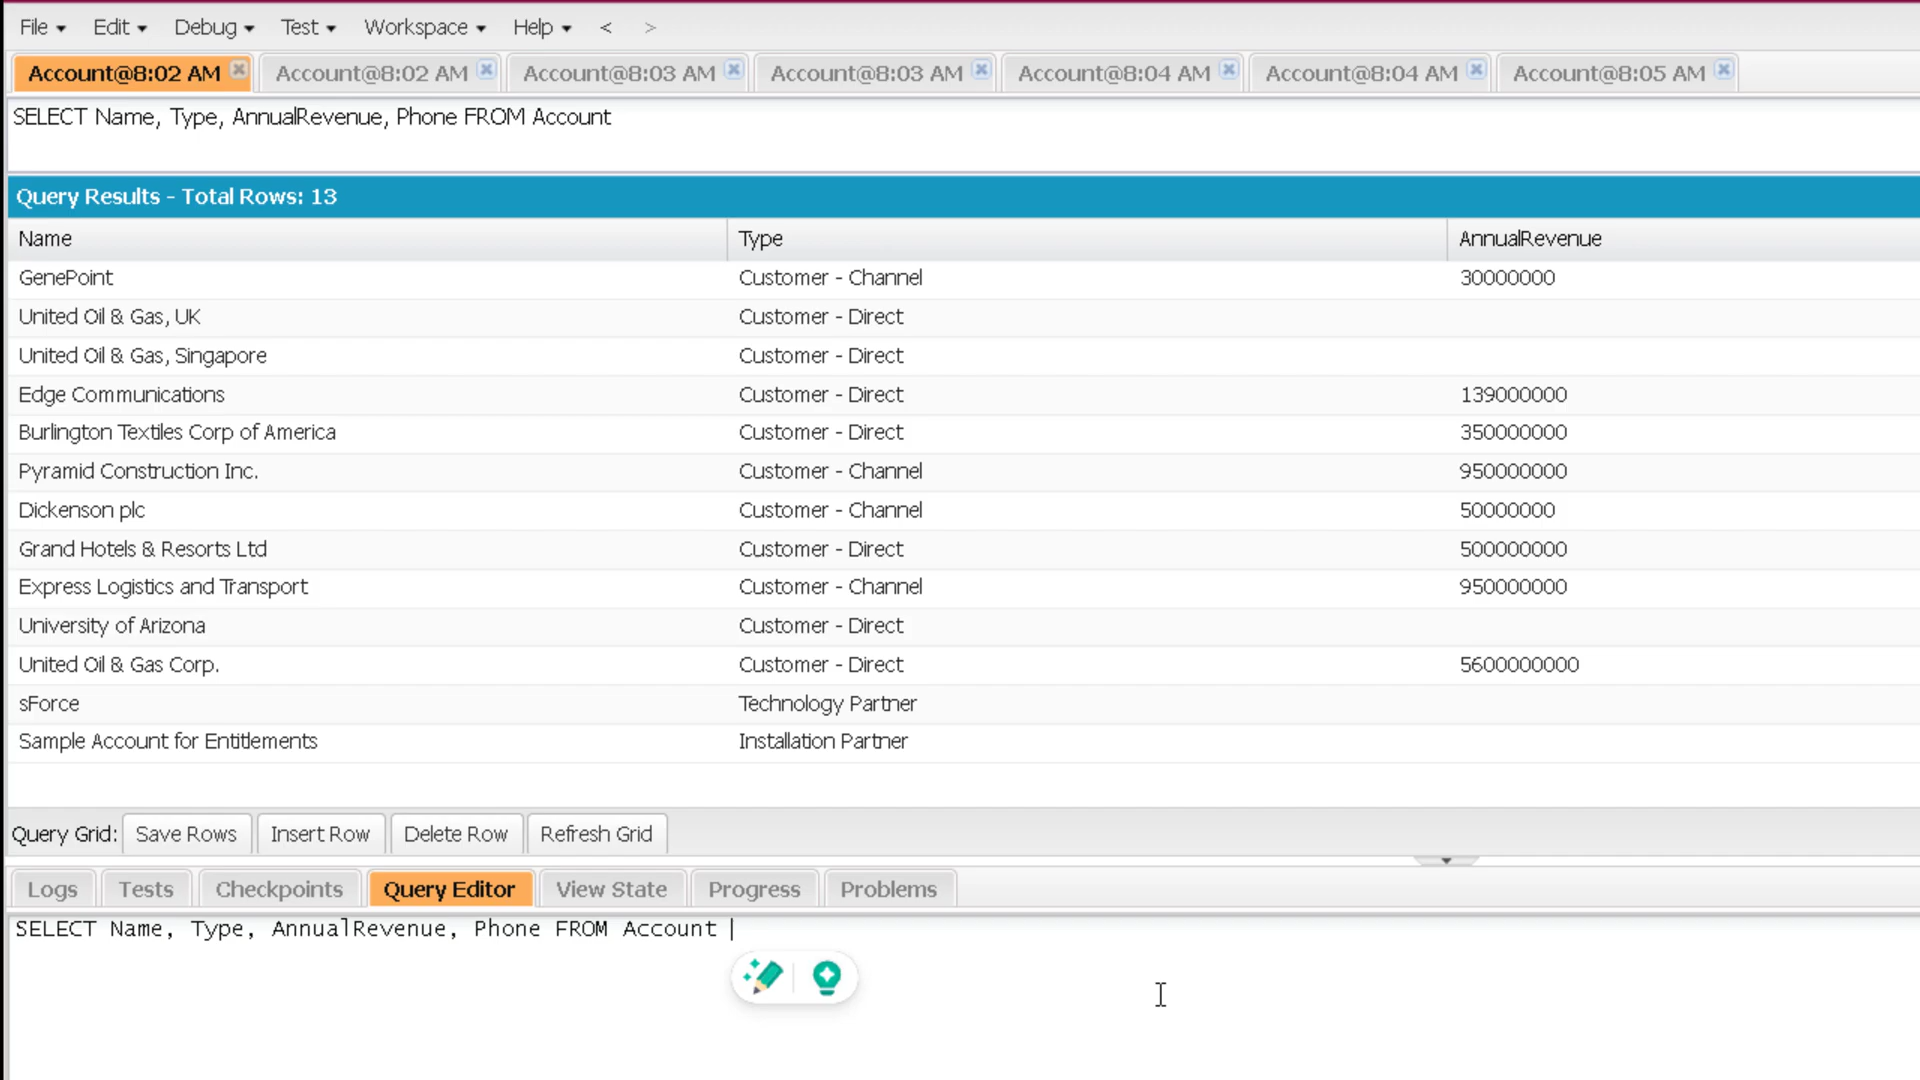 File Edit Debug Test Workspace Help < >
Account@8:02 AM Account@8:02 AM Account@8:03 AM Account@8:03 AM Account@8:04 AM Account@8:04 AM Account@8:05 AM
SELECT Name, Type, AnnualRevenue, Phone FROM Account
Query Results - Total Rows: 13
Name Type AnnualRevenue
GenePoint Customer - Channel 30000000
United Oil & Gas, UK Customer - Direct
United Oil & Gas, Singapore Customer - Direct
Edge Communications Customer - Direct 139000000
Burlington Textiles Corp of America Customer - Direct 350000000
Pyramid Construction Inc. Customer - Channel 950000000
Dickenson plc Customer - Channel 50000000
Grand Hotels & Resorts Ltd Customer - Direct 500000000
Express Logistics and Transport Customer - Channel 950000000
University of Arizona Customer - Direct
United Oil & Gas Corp. Customer - Direct 5600000000
sForce Technology Partner
Sample Account for Entitlements Installation Partner
Query Grid: Save Rows Insert Row Delete Row Refresh Grid
Logs Tests Checkpoints Query Editor View State Progress Problems
SELECT Name, Type, AnnualRevenue, Phone FROM Account